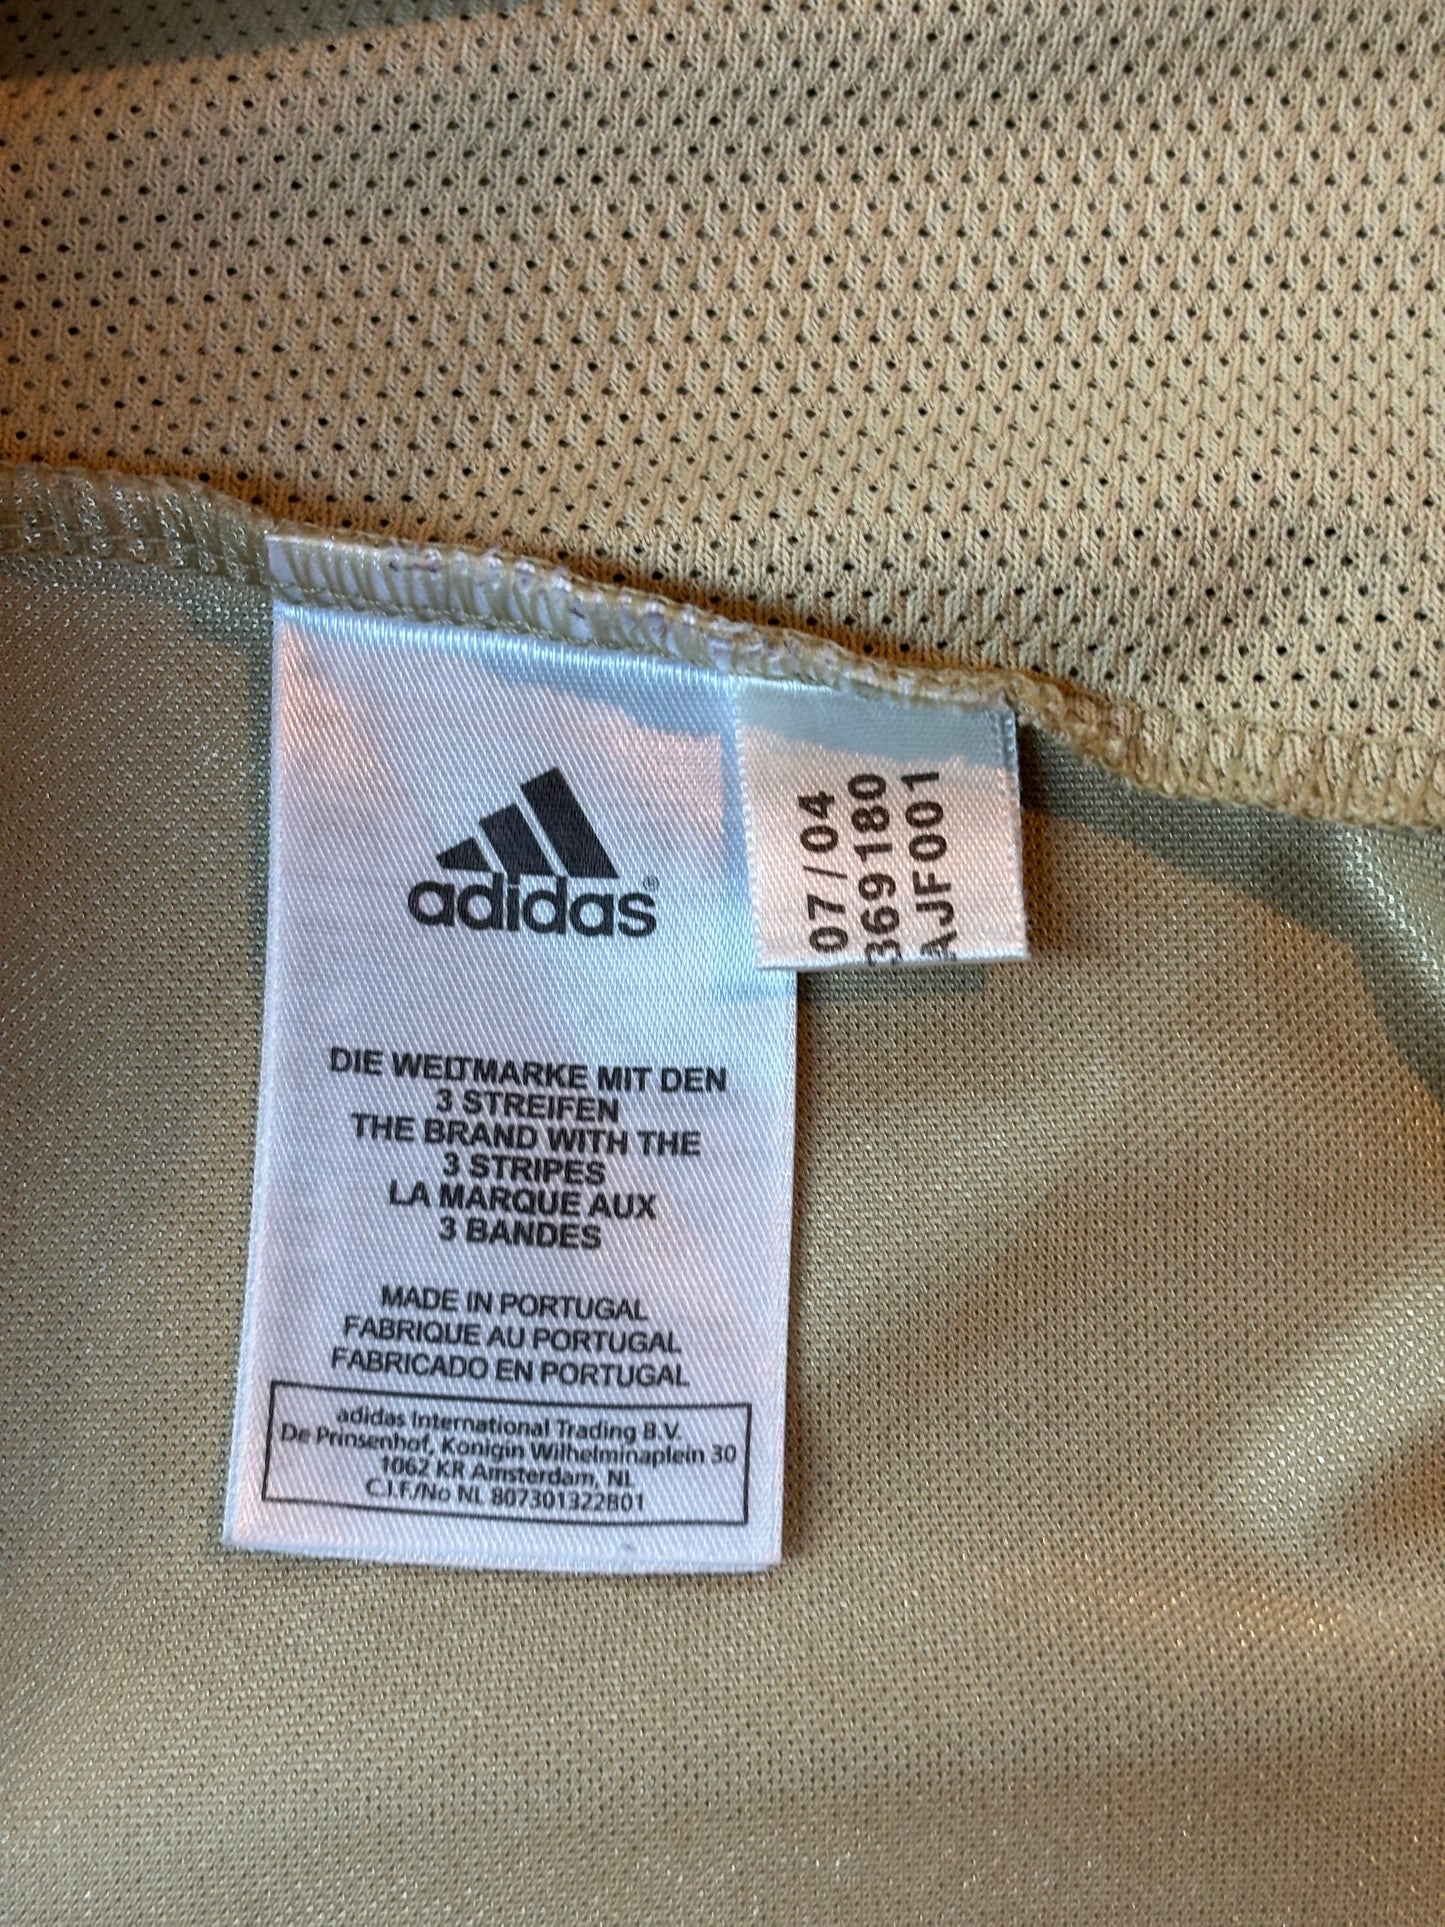 adidas®
DIE WELTMARKE MIT DEN
3 STREIFEN
THE BRAND WITH THE
3 STRIPES
LA MARQUE AUX
3 BANDES
MADE IN PORTUGAL
FABRIQUE AU PORTUGAL
FABRICADO EN PORTUGAL
adidas International Trading B.V.
De Prinsenhof, Konigin Wilhelminaplein 30
1062 KR Amsterdam, NL
C.I.F./No NL 807301322B01
07/04
369180
AJF001